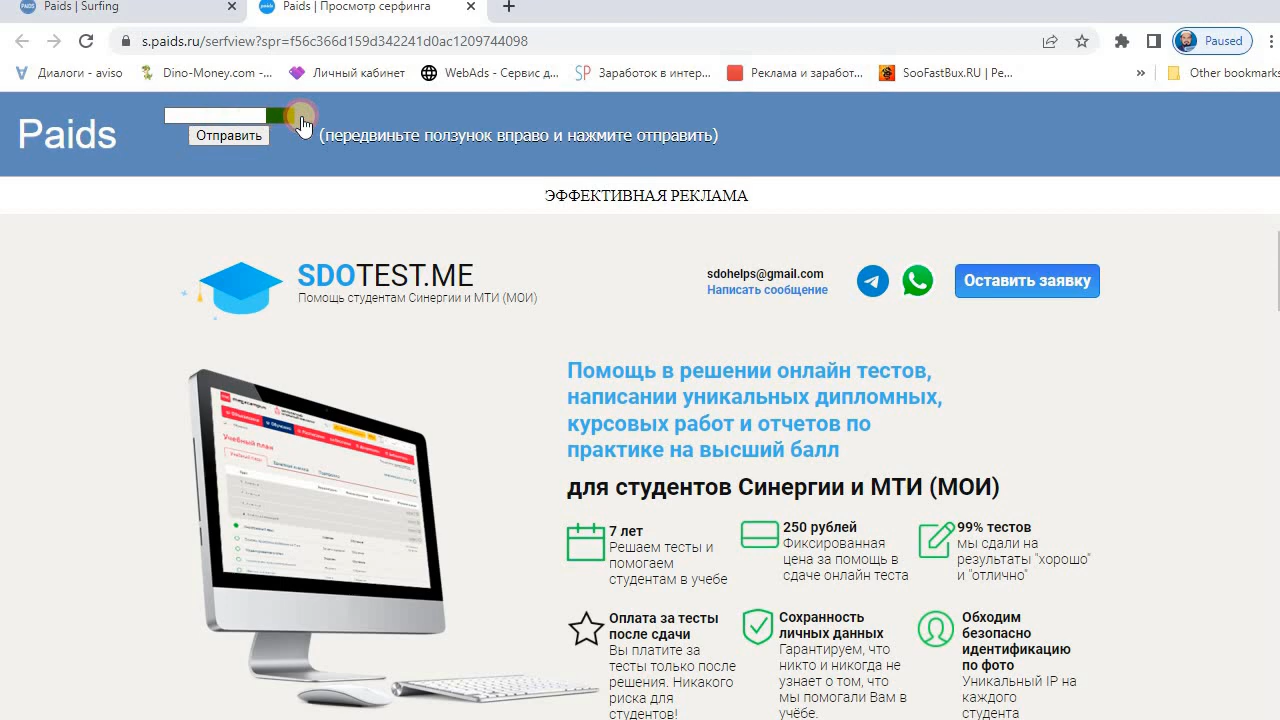 Paids | Surfing
Paids | Просмотр серфинга
s.paids.ru/serfview?spr=f56c366d159d342241d0ac1209744098
Paused
Диалоги - aviso
DinarMoney.com -...
Личный кабинет
WebAds - Сервис д...
Заработок в интер...
Реклама и заработ...
SooFastBux.RU | Ре...
»
Other bookmarks
Paids
Отправить
(передвиньте ползунок вправо и нажмите отправить)
ЭФФЕКТИВНАЯ РЕКЛАМА
SDOTEST.ME
Помощь студентам Синергии и МТИ (МОИ)
sdohelps@gmail.com
Написать сообщение
Оставить заявку
Помощь в решении онлайн тестов,
написании уникальных дипломных,
курсовых работ и отчетов по
практике на высший балл
для студентов Синергии и МТИ (МОИ)
7 лет
Решаем тесты и
помогаем
студентам в учебе
250 рублей
Фиксированная
цена за помощь в
сдаче онлайн теста
99% тестов
мы сдали на
результаты "хорошо"
и "отлично"
Оплата за тесты
после сдачи
Вы платите за
тесты только после
решения. Никакого
риска для
студентов!
Сохранность
личных данных
Гарантируем, что
никто и никогда не
узнает о том, что
мы помогали Вам в
учёбе.
Обходим
безопасно
идентификацию
по фото
Уникальный IP на
каждого
студента
Учебный план